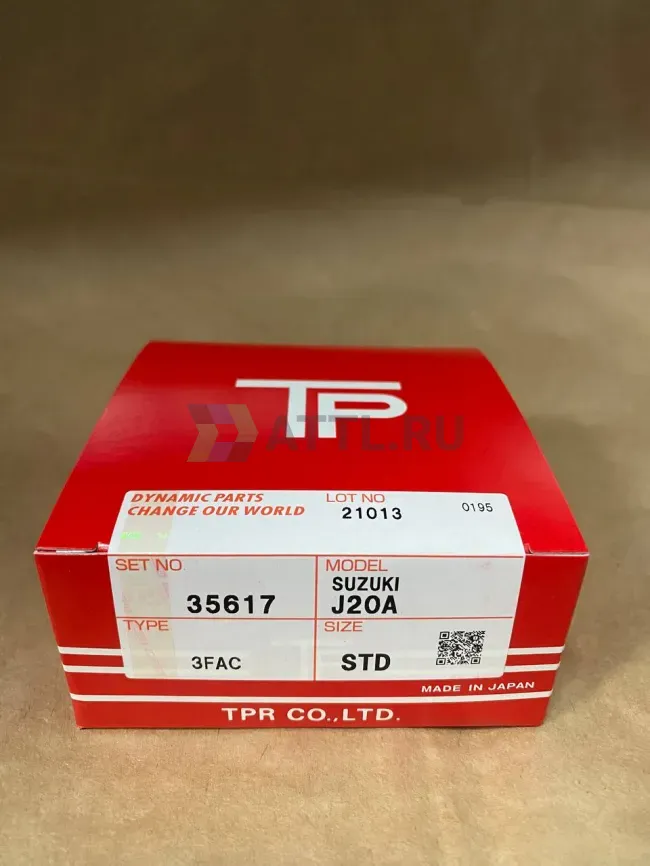 TP
ATTL.RU
DYNAMIC PARTS
CHANGE OUR WORLD
LOT NO
21013
0195
SET NO
35617
MODEL
SUZUKI
J20A
TYPE
3FAC
SIZE
STD
MADE IN JAPAN
TPR CO.,LTD.